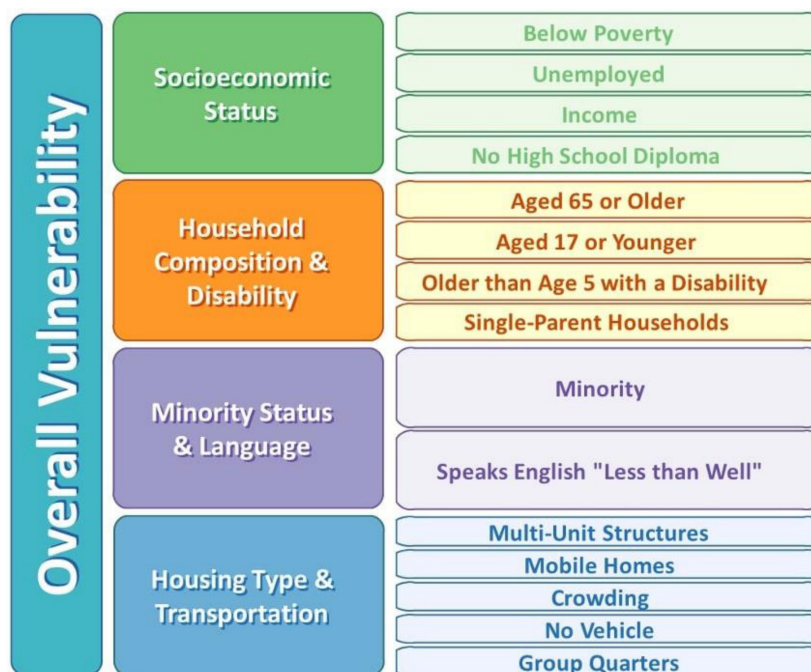 Overall Vulnerability
Socioeconomic
Status
Below Poverty
Unemployed
Income
No High School Diploma
Household
Composition &
Disability
Aged 65 or Older
Aged 17 or Younger
Older than Age 5 with a Disability
Single-Parent Households
Minority Status
& Language
Minority
Speaks English "Less than Well"
Housing Type &
Transportation
Multi-Unit Structures
Mobile Homes
Crowding
No Vehicle
Group Quarters